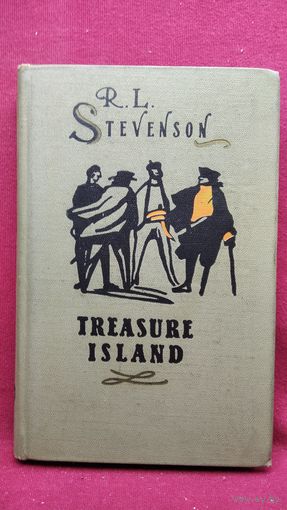 R. L.
STEVENSON
TREASURE
ISLAND